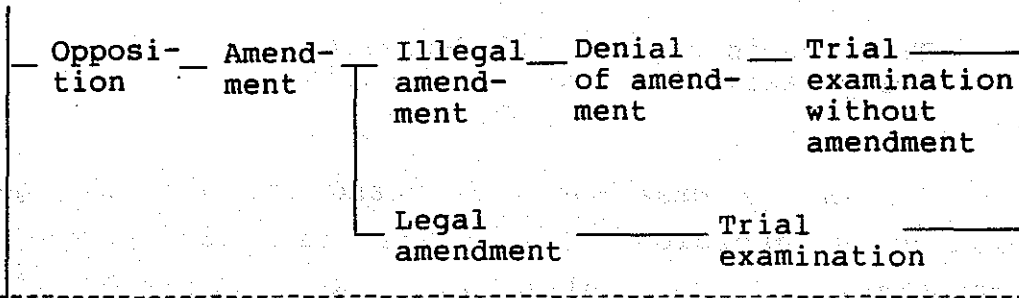 Opposi-
tion
Amend-
ment
Illegal
amend-
ment
Denial
of amend-
ment
Trial
examination
without
amendment
Legal
amendment
Trial
examination